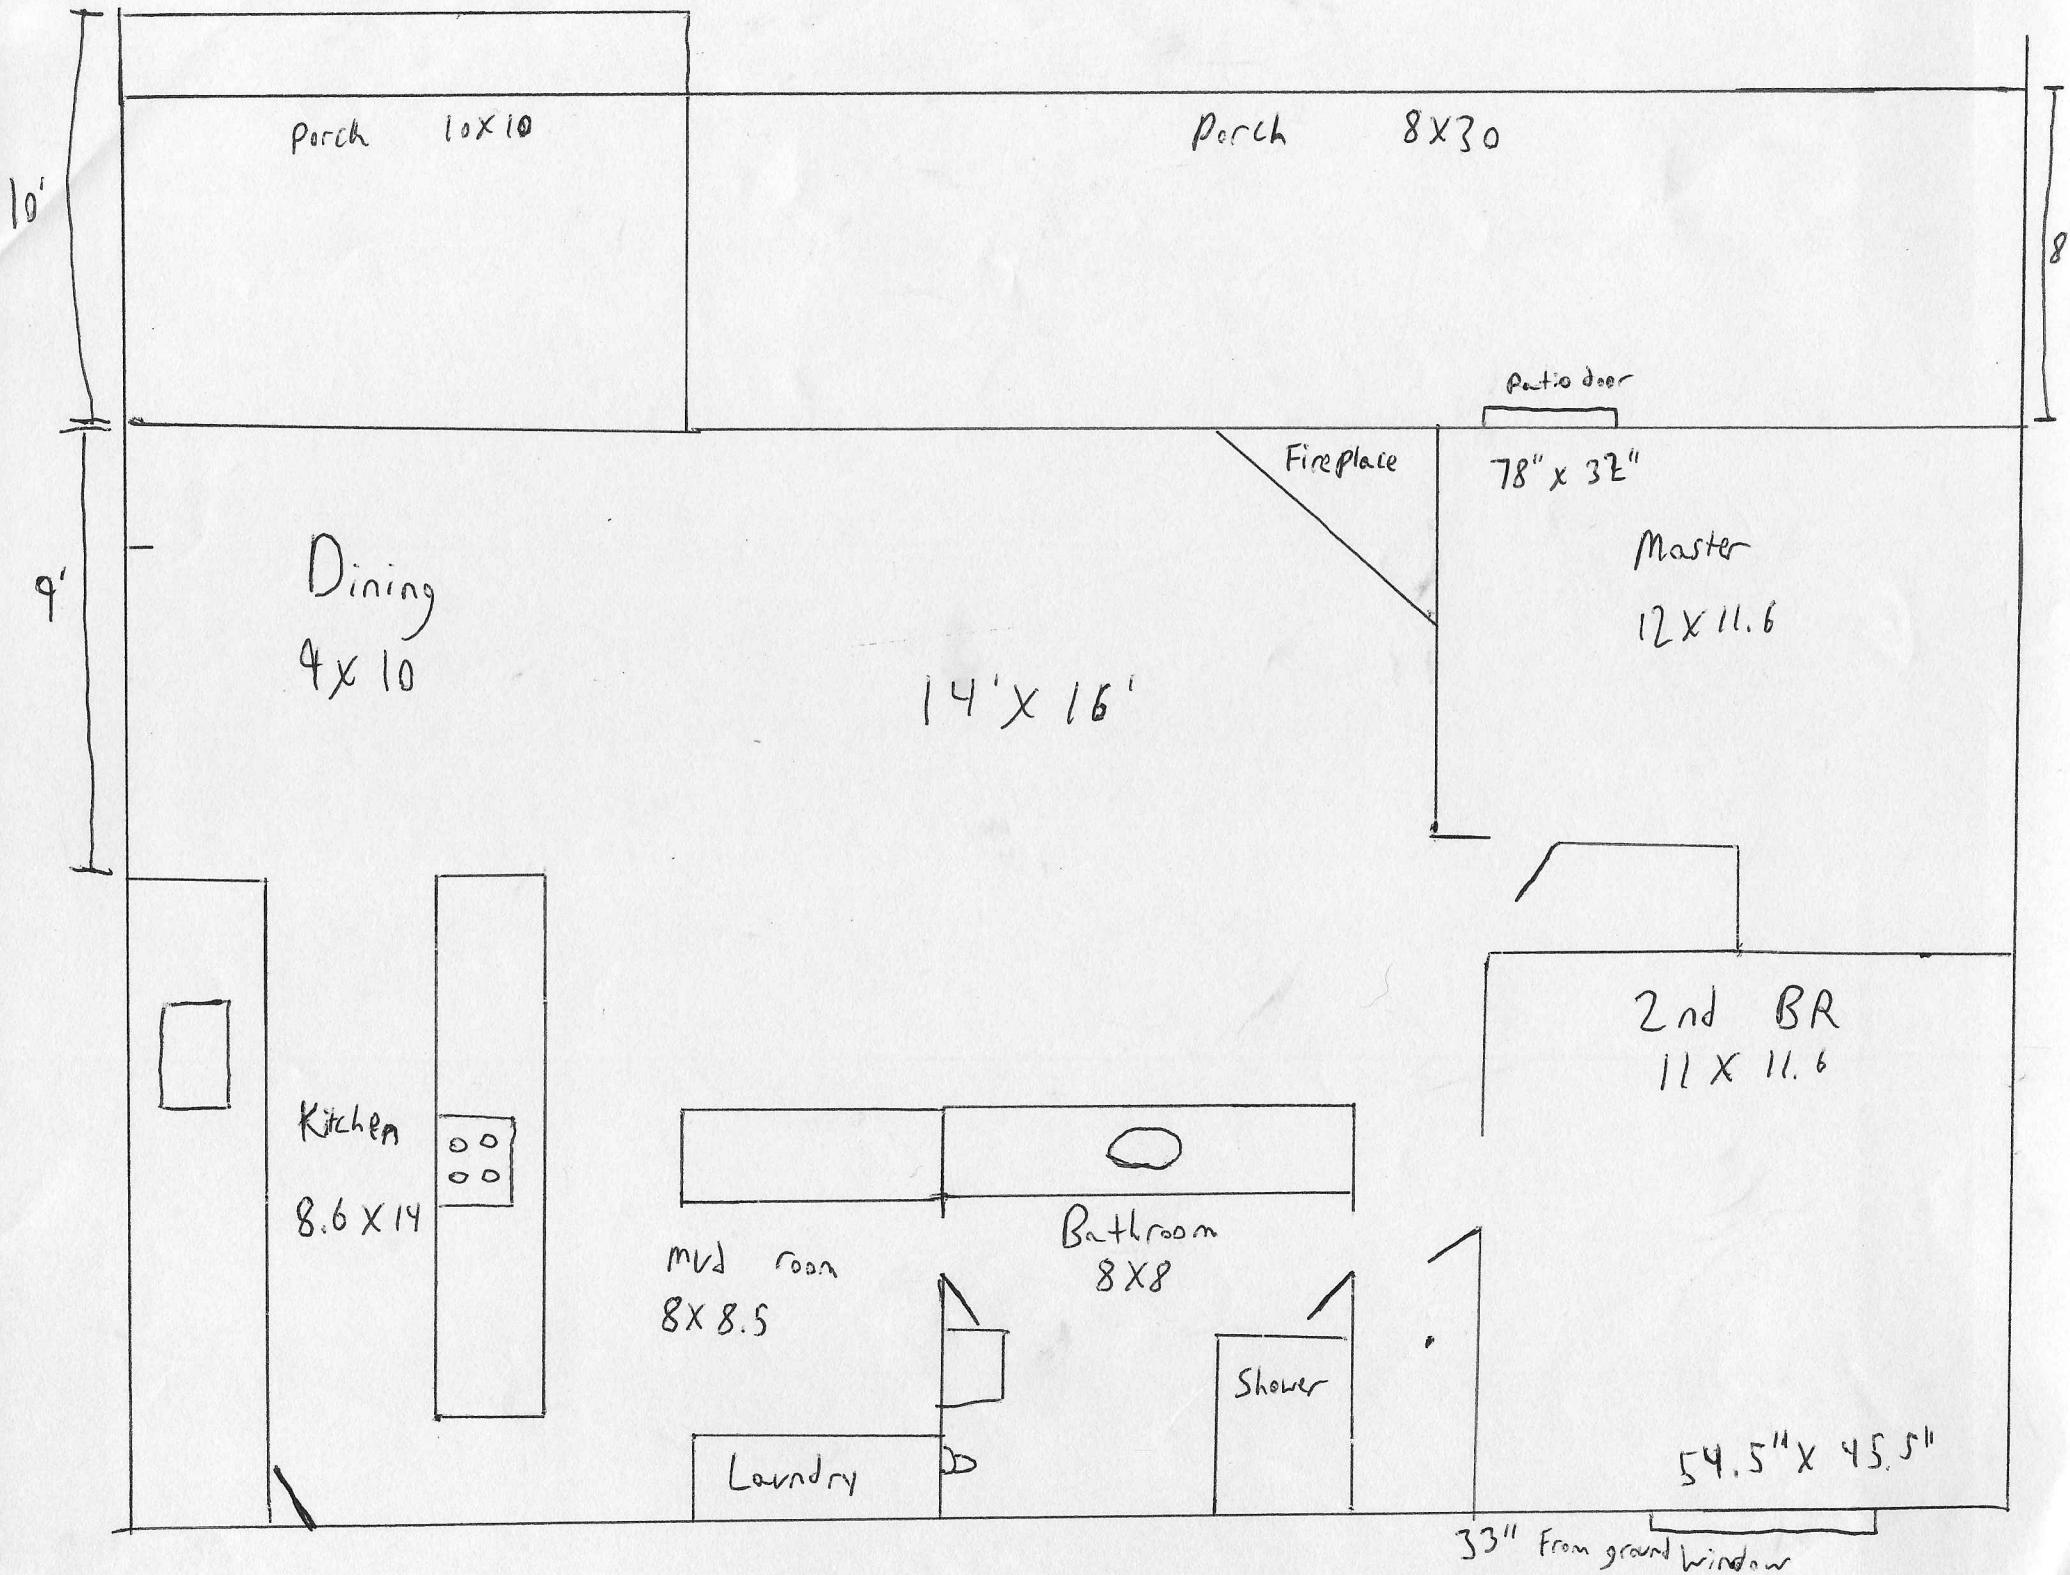 Porch 10X10
Porch 8X30
10'
8
Patio door
Fireplace
78" x 32"
Master
12 X 11.6
9'
Dining
9 X 10
14' X 16'
2nd BR
11 X 11.6
Kitchen
8.6 X 14
Bathroom
8X8
mud room
8X 8.5
Shower
Laundry
54.5" X 45.5"
33" From ground window